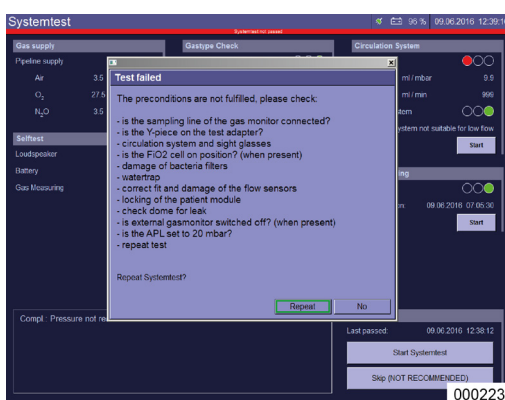 Systemtest
95 % 09.06.2016 12:39:1
Systemtest not passed
Gas supply
Gastype Check
Circulation System
Pipeline supply
Air 3.5
O2 27.5
N2O 3.5
ml / mbar 9.9
ml / min 999
stem
ystem not suitable for low flow
Start
Selftest
Loudspeaker
Battery
Gas Measuring
ng
n: 09.06.2016 07:05:30
Start
Test failed
The preconditions are not fulfilled, please check:
- is the sampling line of the gas monitor connected?
- is the Y-piece on the test adapter?
- circulation system and sight glasses
- is the FiO2 cell on position? (when present)
- damage of bacteria filters
- watertrap
- correct fit and damage of the flow sensors
- locking of the patient module
- check dome for leak
- is external gasmonitor switched off? (when present)
- is the APL set to 20 mbar?
- repeat test
Repeat Systemtest?
Repeat No
Compl.: Pressure not re
Last passed: 09.06.2016 12:38:12
Start Systemtest
Skip (NOT RECOMMENDED)
000223